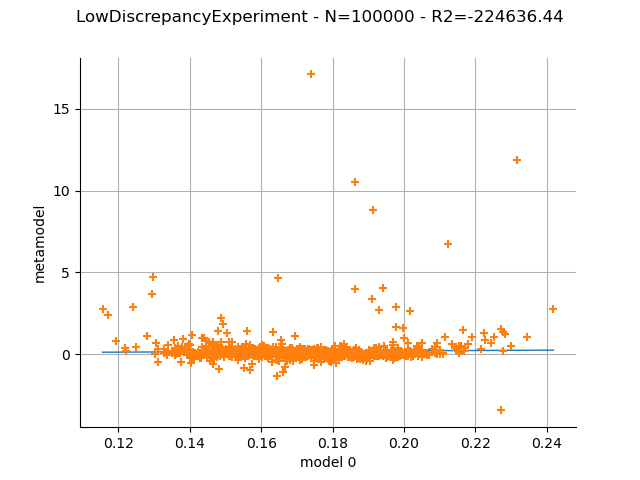 LowDiscrepancyExperiment - N=100000 - R2=-224636.44
15
10
5
0
metamodel
0.12 0.14 0.16 0.18 0.20 0.22 0.24
model 0